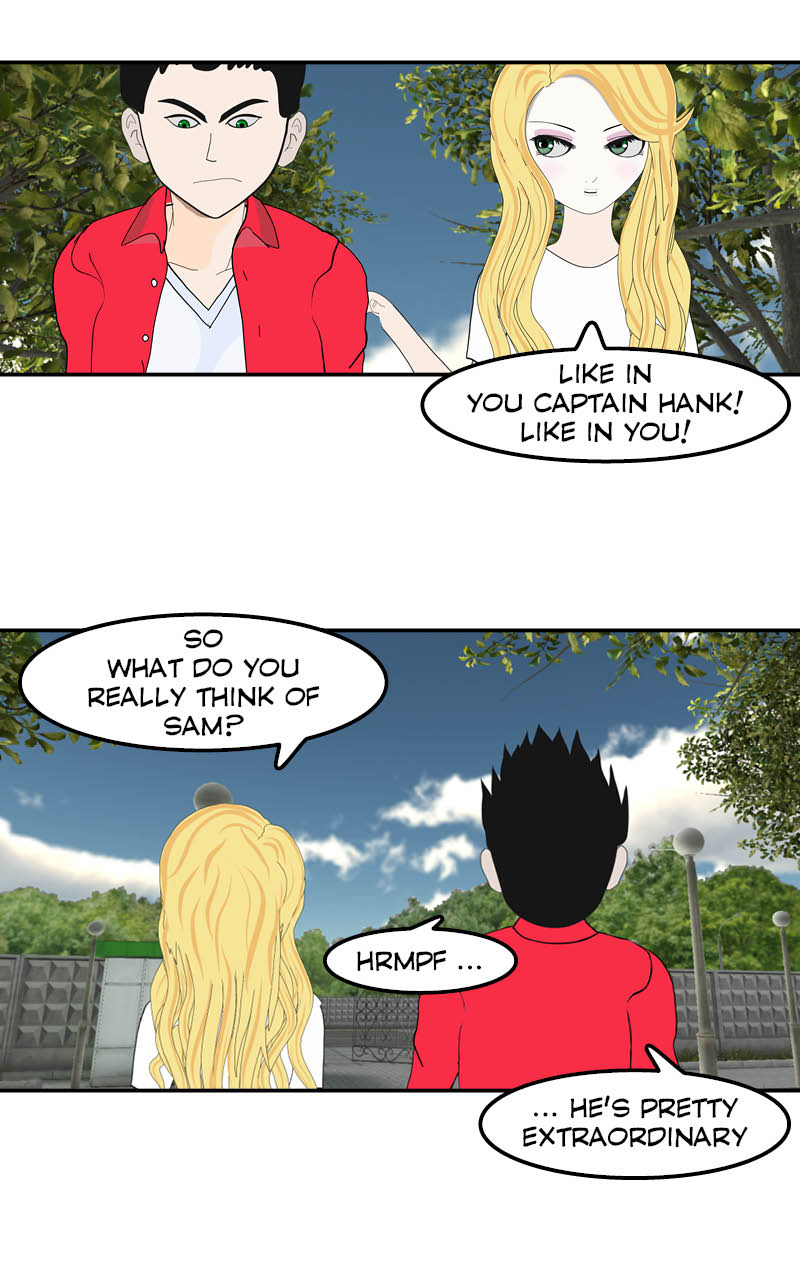 LIKE IN
YOU CAPTAIN HANK!
LIKE IN YOU!
SO
WHAT DO YOU
REALLY THINK OF
SAM?
HRMPF ...
... HE'S PRETTY
EXTRAORDINARY